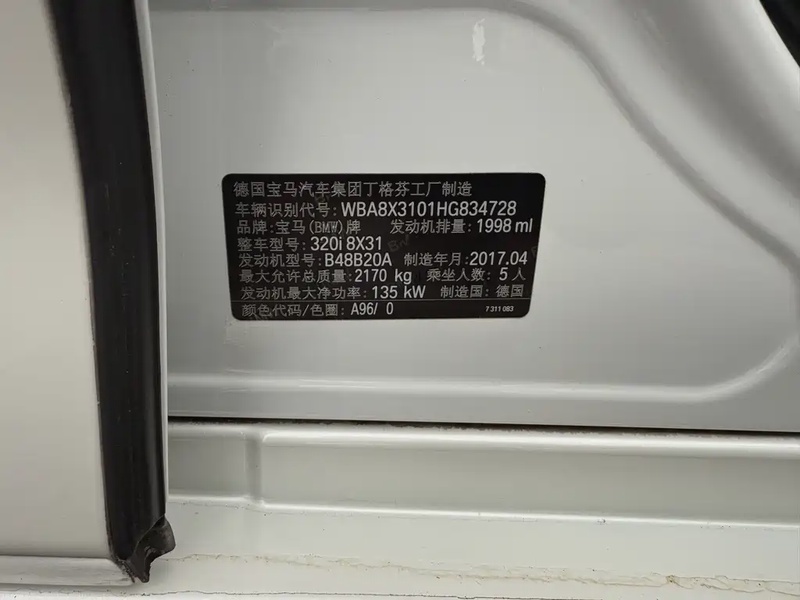 德国宝马汽车集团丁格芬工厂制造
车辆识别代号: WBA8X3101HG834728
品牌: 宝马(BMW)牌 发动机排量: 1998 ml
整车型号: 320i 8X31
发动机型号: B48B20A 制造年月: 2017.04
最大允许总质量: 2170 kg 乘坐人数: 5 人
发动机最大净功率: 135 kW 制造国: 德国
颜色代码/色圈: A96/ 0 7 311 083